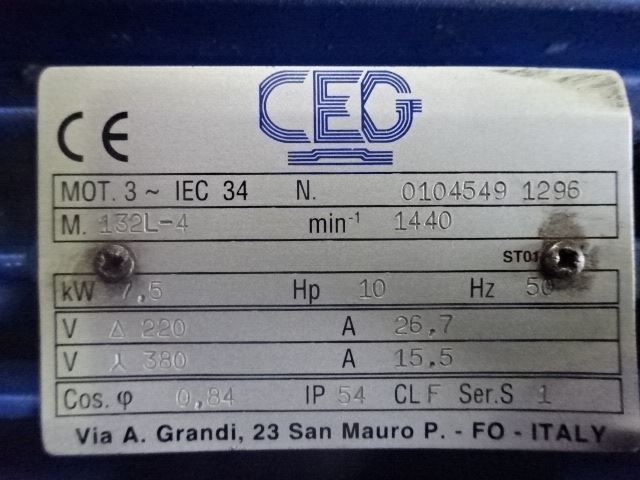 CE CEG
MOT. 3 ~ IEC 34 N. 0104549 1296
M. 132L-4 min-1 1440
ST01
kW 7,5 Hp 10 Hz 50
V Δ 220 A 26,7
V ⅄ 380 A 15,5
Cos. φ 0,84 IP 54 CL F Ser.S 1
Via A. Grandi, 23 San Mauro P. - FO - ITALY